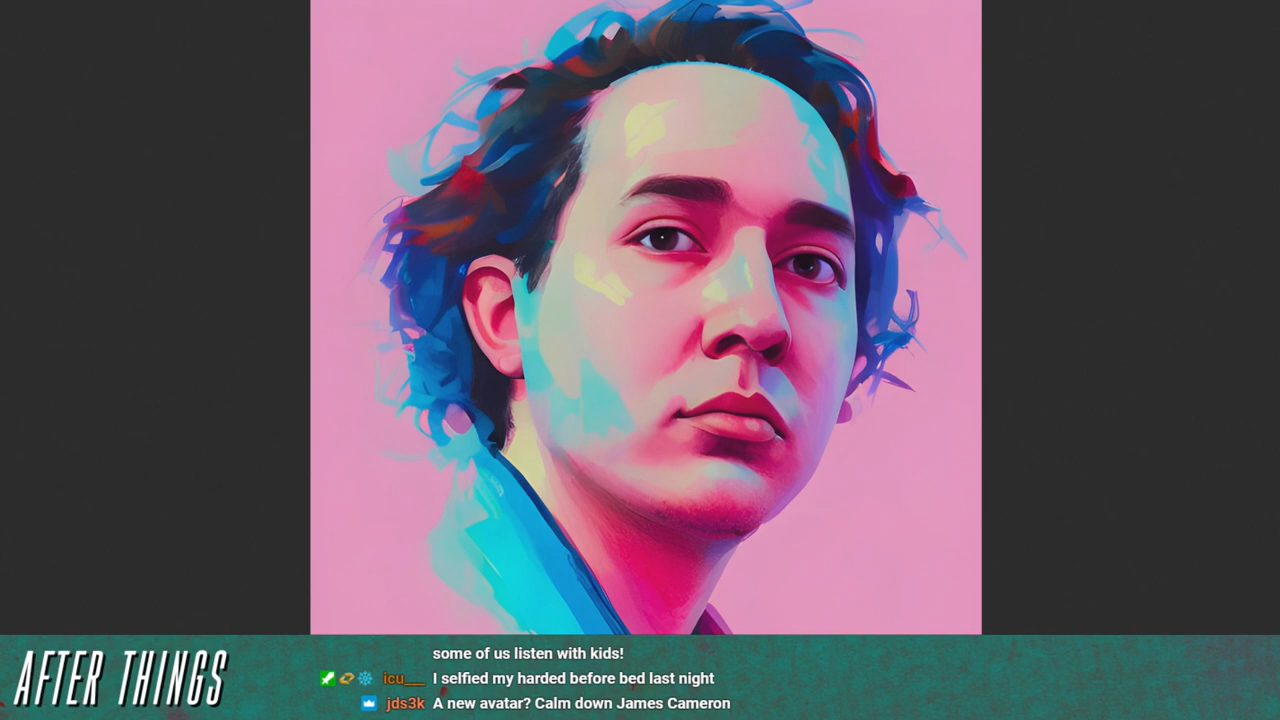 some of us listen with kids!
icu___ I selfied my harded before bed last night
AFTER THINGS
jds3k A new avatar? Calm down James Cameron